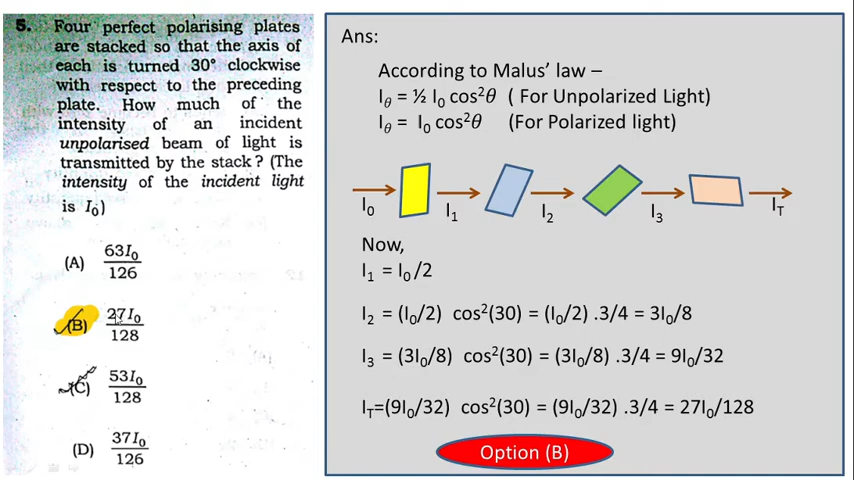 5. Four perfect polarising plates
are stacked so that the axis of
each is turned 30° clockwise
with respect to the preceding
plate. How much of the
intensity of an incident
unpolarised beam of light is
transmitted by the stack? (The
intensity of the incident light
is I₀)
(A) 63I₀/126
(B) 27I₀/128
(C) 53I₀/128
(D) 37I₀/126
Ans:
According to Malus' law –
I𝜃 = ½ I₀ cos²𝜃 ( For Unpolarized Light)
I𝜃 = I₀ cos²𝜃 (For Polarized light)
I₀ I₁ I₂ I₃ I_T
Now,
I₁ = I₀/2
I₂ = (I₀/2) cos²(30) = (I₀/2) .3/4 = 3I₀/8
I₃ = (3I₀/8) cos²(30) = (3I₀/8) .3/4 = 9I₀/32
I_T=(9I₀/32) cos²(30) = (9I₀/32) .3/4 = 27I₀/128
Option (B)